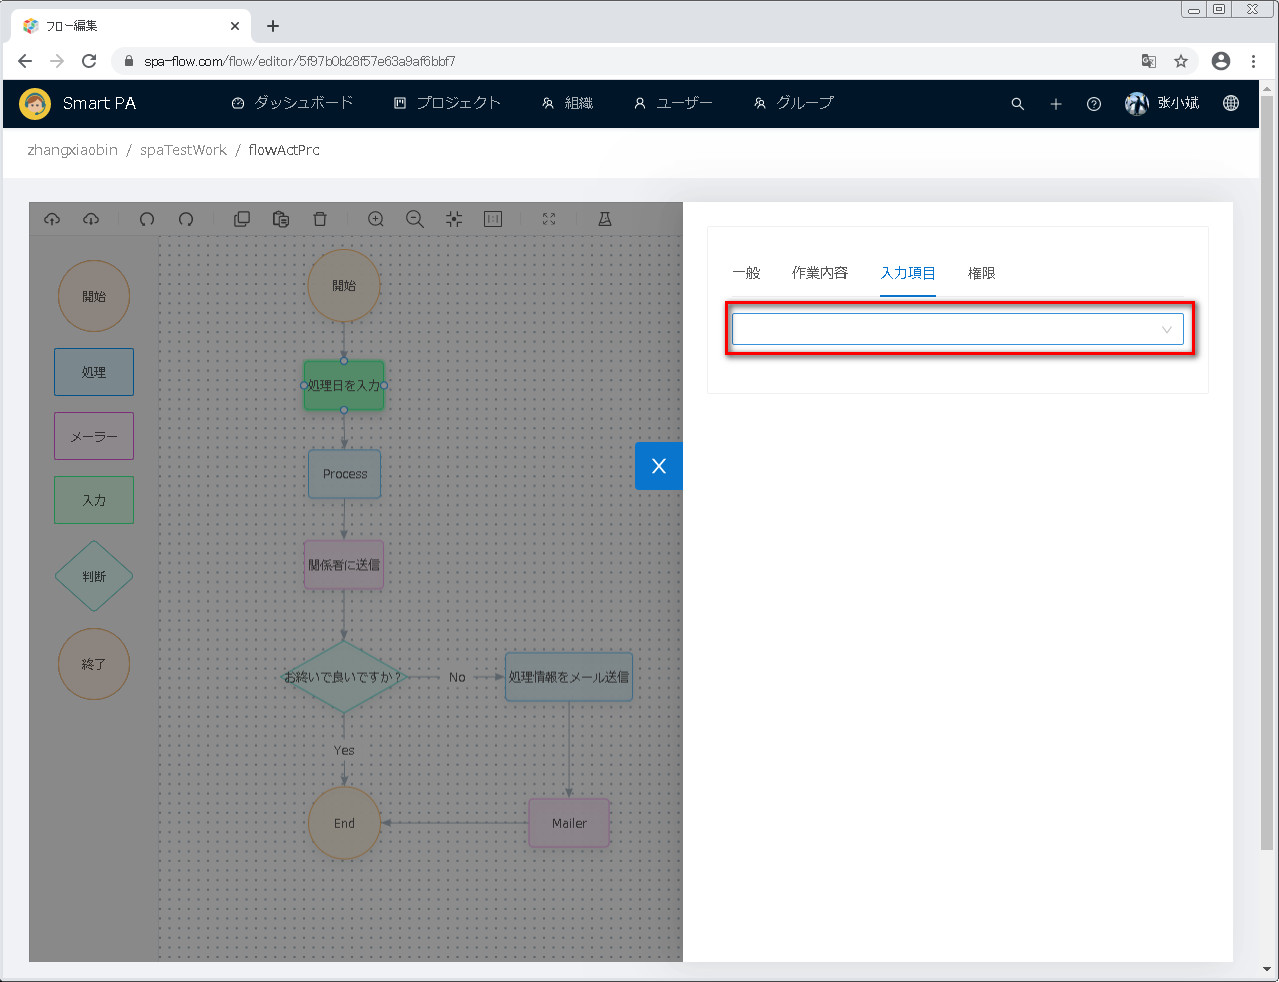 フロー編集
spa-flow.com/flow/editor/5f97b0b28f57e63a9af6bbf7
Smart PA
ダッシュボード
プロジェクト
組織
ユーザー
グループ
张小斌
zhangxiaobin / spaTestWork / flowActPrc
開始
処理
メーラー
入力
判断
終了
開始
処理日を入力
Process
関係者に送信
お終いで良いですか？
No
処理情報をメール送信
Yes
End
Mailer
X
一般
作業内容
入力項目
権限